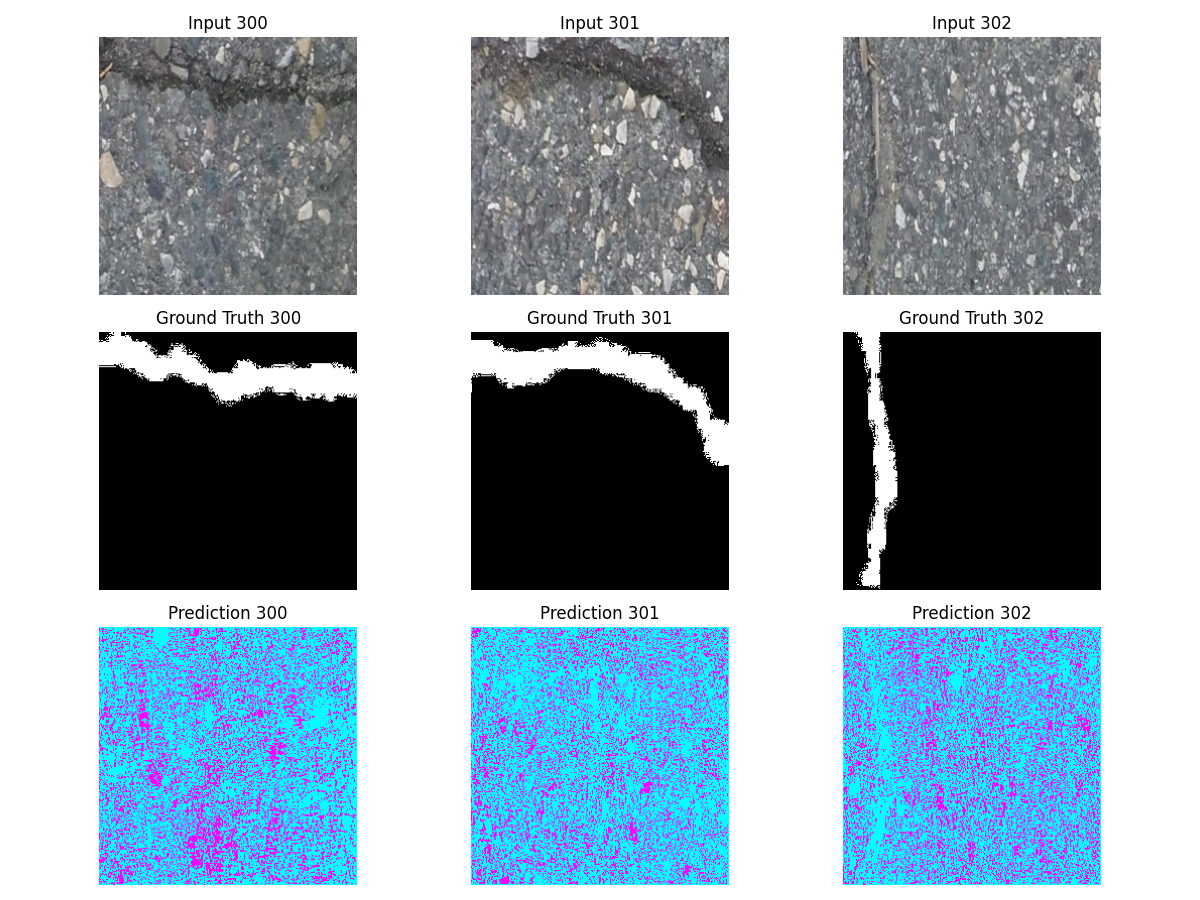 Input 300
Input 301
Input 302
Ground Truth 300
Ground Truth 301
Ground Truth 302
Prediction 300
Prediction 301
Prediction 302